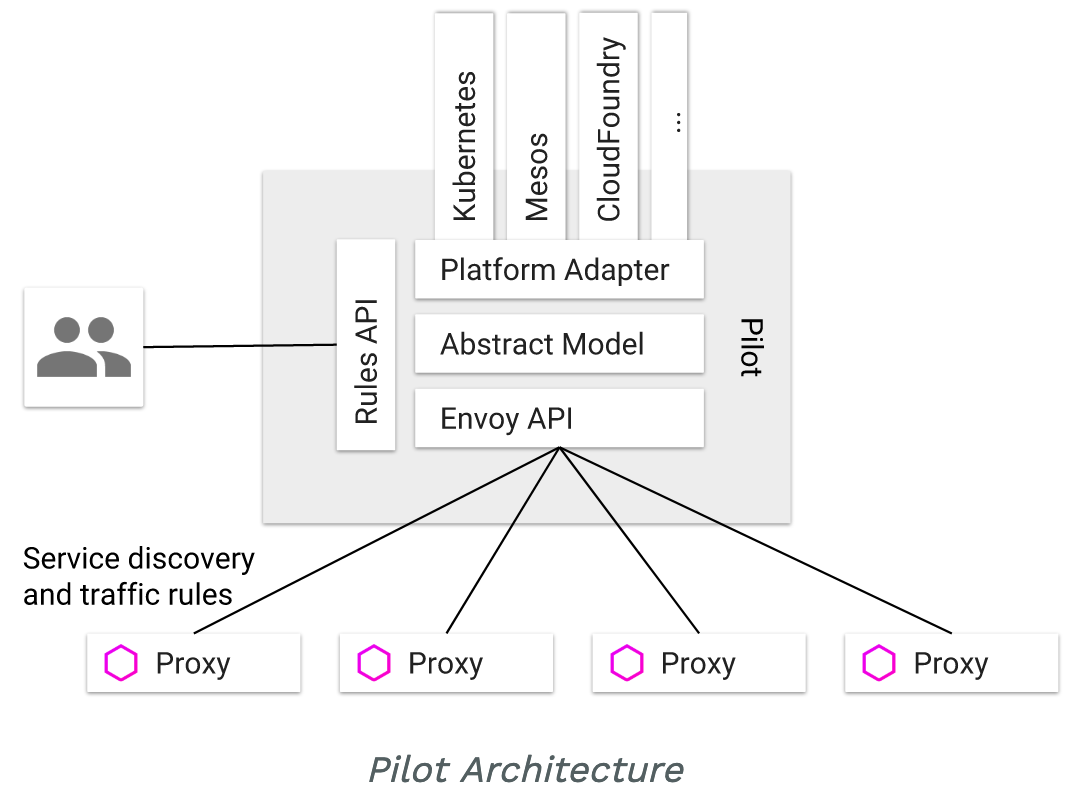 Kubernetes
Mesos
CloudFoundry
...
Platform Adapter
Rules API
Abstract Model
Pilot
Envoy API
Service discovery
and traffic rules
Proxy
Proxy
Proxy
Proxy
Pilot Architecture